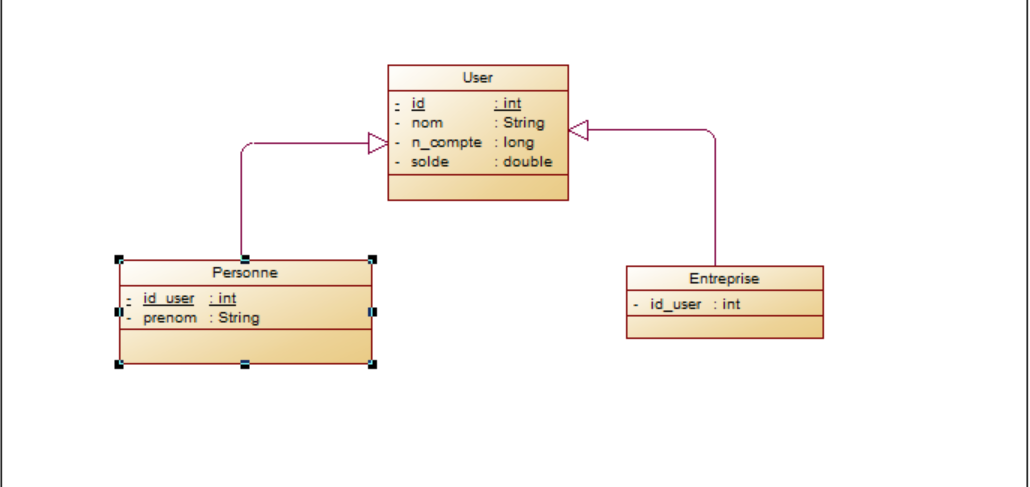 User
- id : int
- nom : String
- n_compte : long
- solde : double
Personne
- id_user : int
- prenom : String
Entreprise
- id_user : int